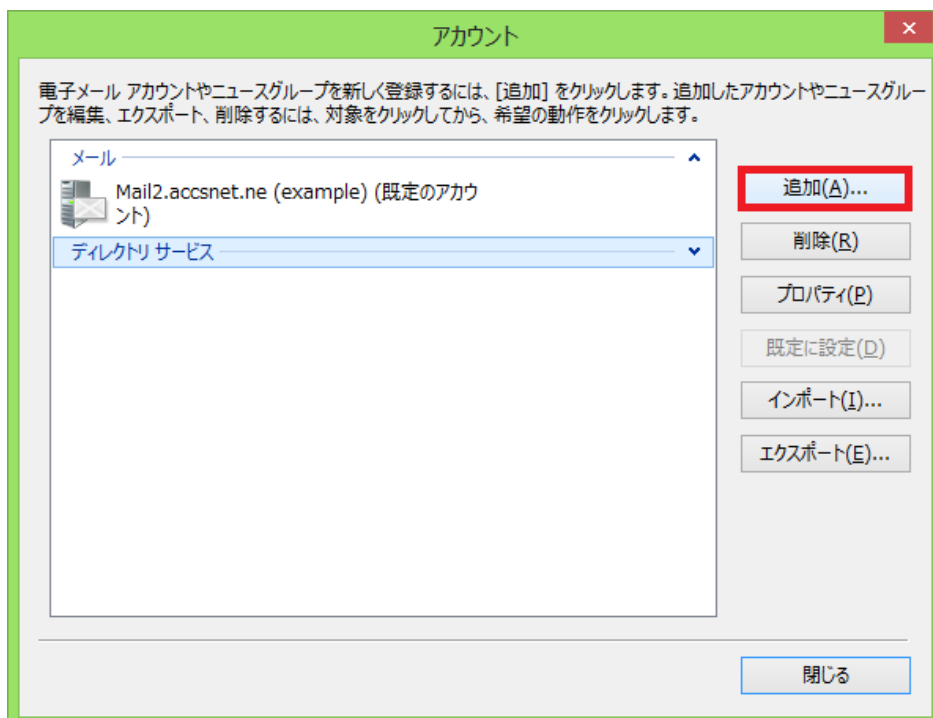 アカウント
電子メール アカウントやニュースグループを新しく登録するには、[追加] をクリックします。追加したアカウントやニュースグルー
プを編集、エクスポート、削除するには、対象をクリックしてから、希望の動作をクリックします。
メール
Mail2.accsnet.ne (example) (既定のアカウ
ント)
ディレクトリ サービス
追加(A)...
削除(R)
プロパティ(P)
既定に設定(D)
インポート(I)...
エクスポート(E)...
閉じる